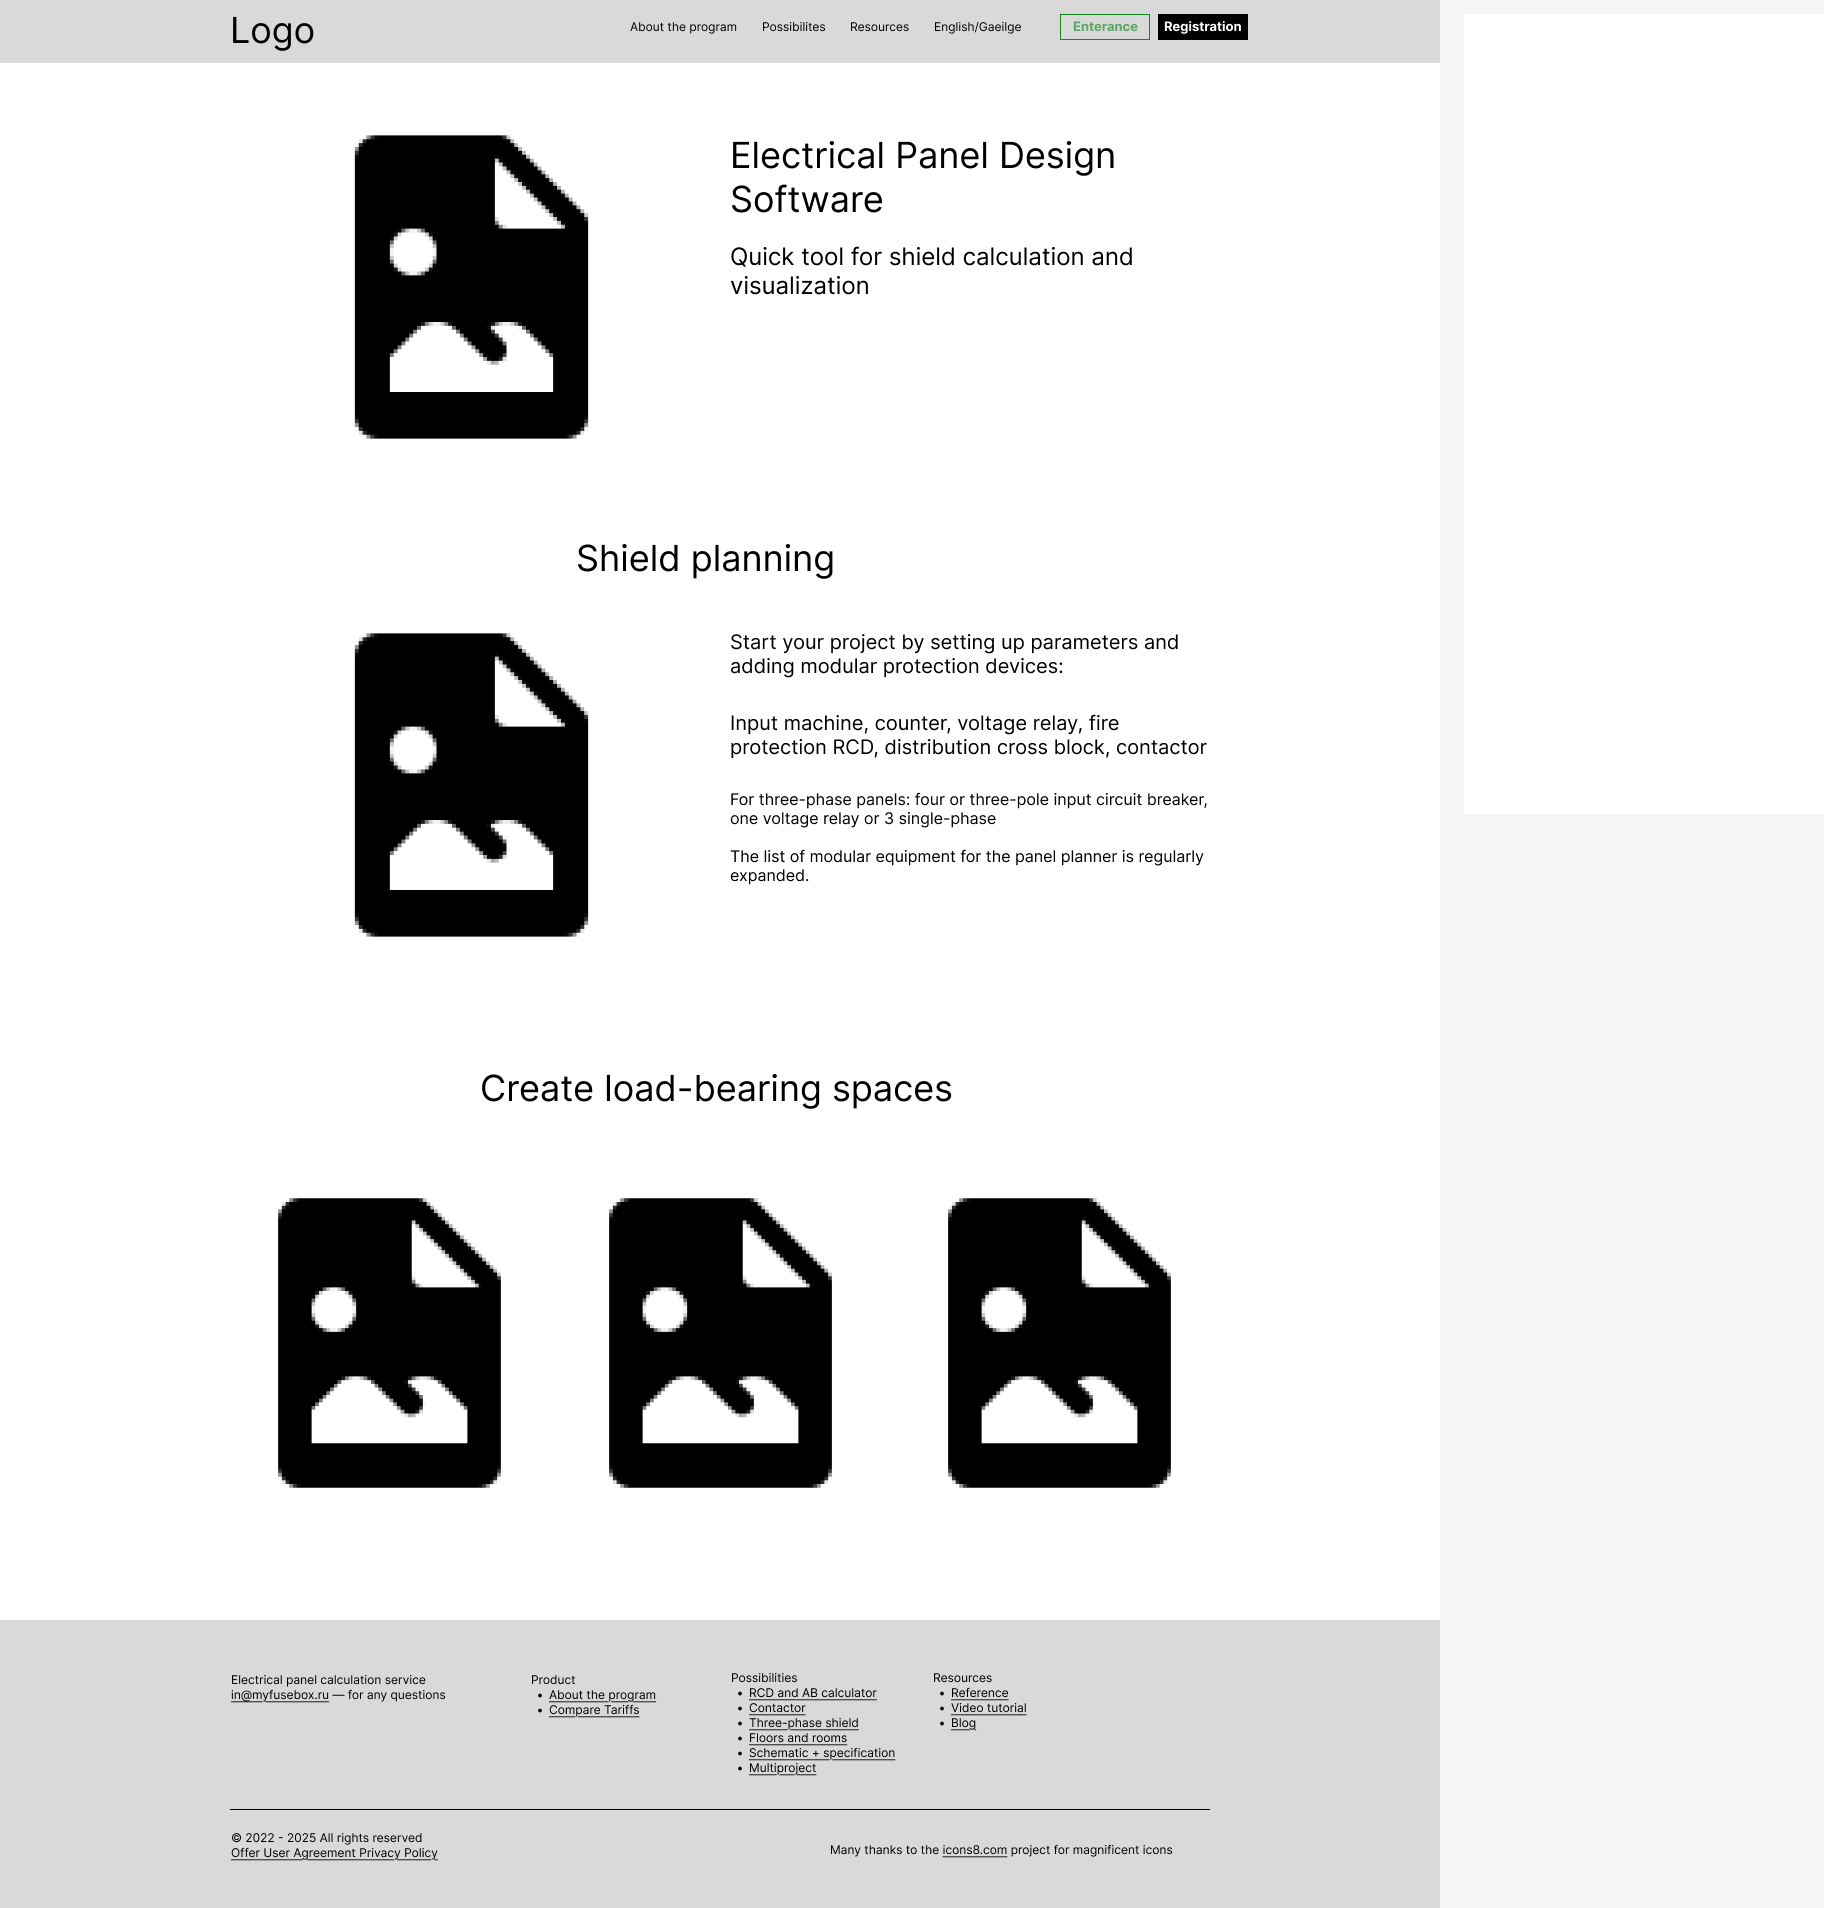 Logo
About the program
Possibilites
Resources
English/Gaeilge
Enterance
Registration
Electrical Panel Design
Software
Quick tool for shield calculation and
visualization
Shield planning
Start your project by setting up parameters and
adding modular protection devices:
Input machine, counter, voltage relay, fire
protection RCD, distribution cross block, contactor
For three-phase panels: four or three-pole input circuit breaker,
one voltage relay or 3 single-phase
The list of modular equipment for the panel planner is regularly
expanded.
Create load-bearing spaces
Electrical panel calculation service
in@myfusebox.ru — for any questions
Product
• About the program
• Compare Tariffs
Possibilities
• RCD and AB calculator
• Contactor
• Three-phase shield
• Floors and rooms
• Schematic + specification
• Multiproject
Resources
• Reference
• Video tutorial
• Blog
© 2022 - 2025 All rights reserved
Offer User Agreement Privacy Policy
Many thanks to the icons8.com project for magnificent icons